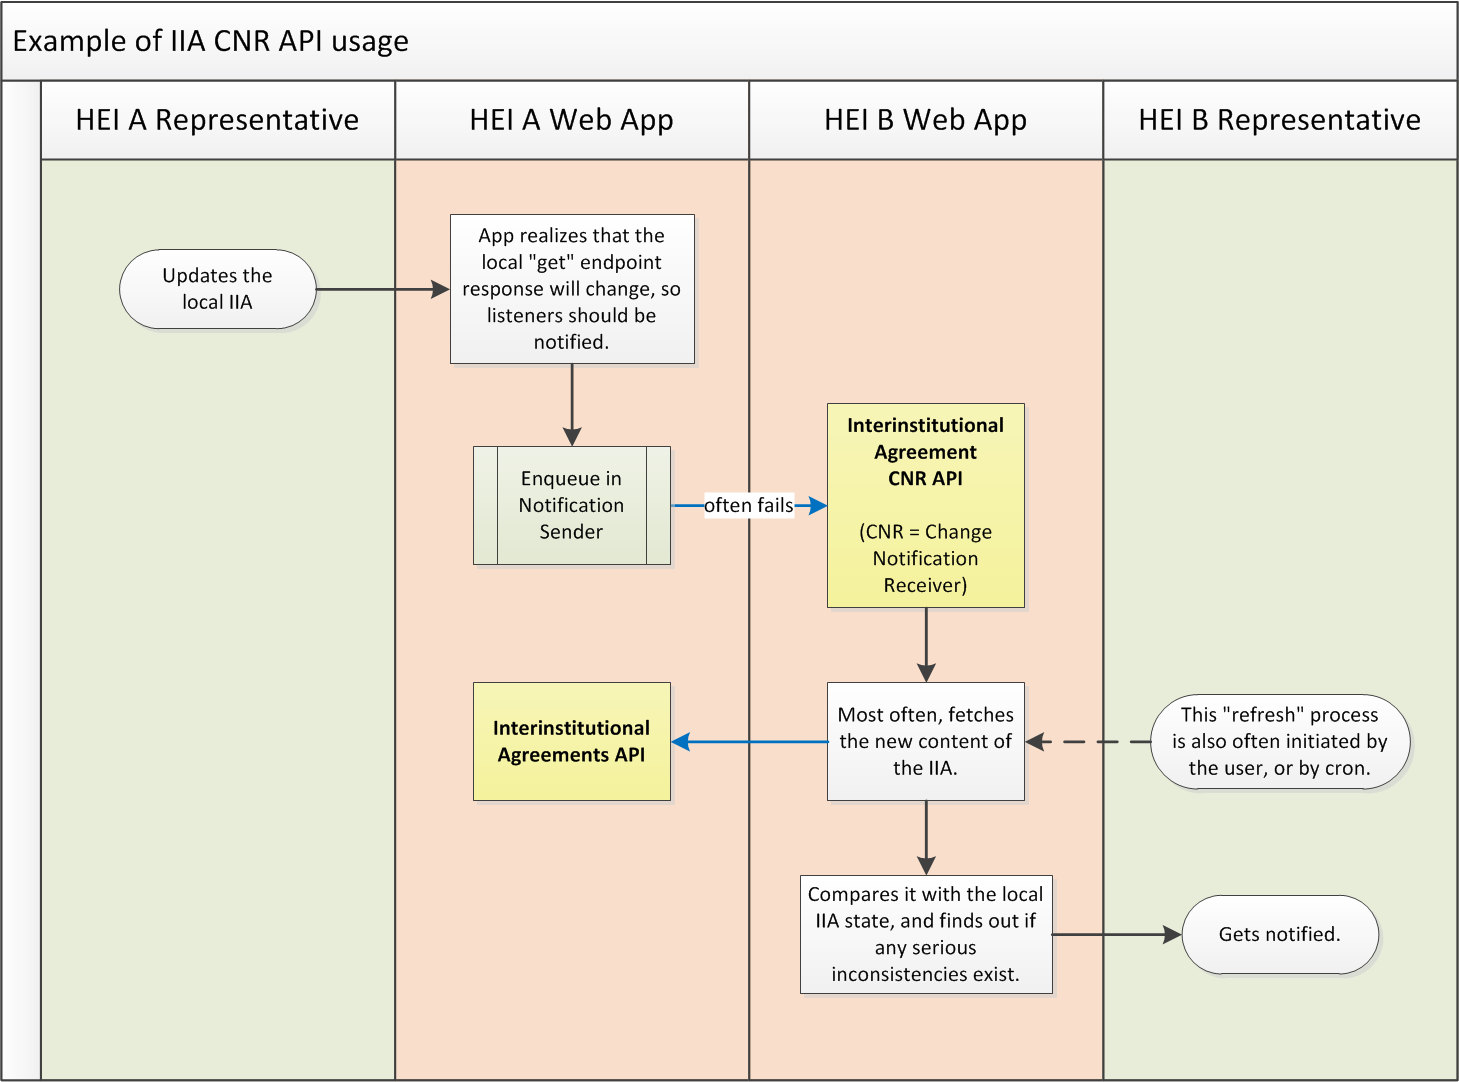 Example of IIA CNR API usage
HEI A Representative
HEI A Web App
HEI B Web App
HEI B Representative
Updates the
local IIA
App realizes that the
local "get" endpoint
response will change, so
listeners should be
notified.
Enqueue in
Notification
Sender
often fails
Interinstitutional
Agreement
CNR API
(CNR = Change
Notification
Receiver)
Interinstitutional
Agreements API
Most often, fetches
the new content of
the IIA.
This "refresh" process
is also often initiated by
the user, or by cron.
Compares it with the local
IIA state, and finds out if
any serious
inconsistencies exist.
Gets notified.